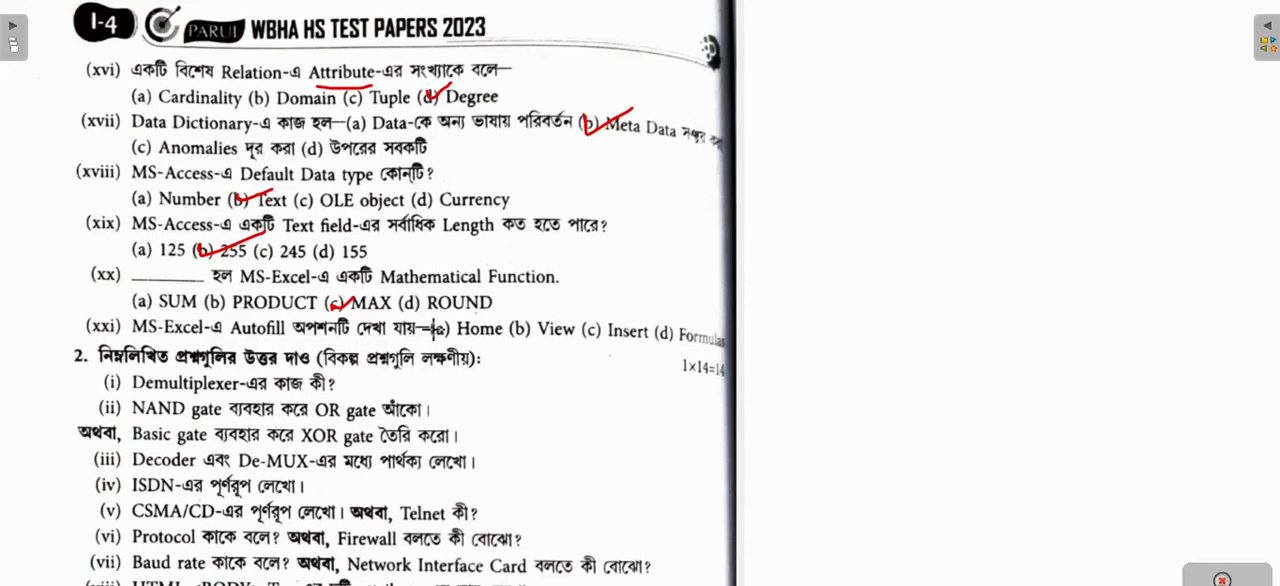 I-4 PARUL WBHA HS TEST PAPERS 2023
(xvi) একটি বিশেষ Relation-এ Attribute-এর সংখ্যাকে বলে—
(a) Cardinality (b) Domain (c) Tuple (d) Degree
(xvii) Data Dictionary-এ কাজ হল—(a) Data-কে অন্য ভাষায় পরিবর্তন (b) Meta Data
(c) Anomalies দূর করা (d) উপরের সবকটি
(xviii) MS-Access-এ Default Data type কোন্‌টি?
(a) Number (b) Text (c) OLE object (d) Currency
(xix) MS-Access-এ একটি Text field-এর সর্বাধিক Length কত হতে পারে?
(a) 125 (b) 255 (c) 245 (d) 155
(xx) ________ হল MS-Excel-এ একটি Mathematical Function.
(a) SUM (b) PRODUCT (c) MAX (d) ROUND
(xxi) MS-Excel-এ Autofill অপশনটি দেখা যায়—(a) Home (b) View (c) Insert (d) Formulas
2. নিম্নলিখিত প্রশ্নগুলির উত্তর দাও (বিকল্প প্রশ্নগুলি লক্ষণীয়): 1×14=14
(i) Demultiplexer-এর কাজ কী?
(ii) NAND gate ব্যবহার করে OR gate আঁকো।
অথবা, Basic gate ব্যবহার করে XOR gate তৈরি করো।
(iii) Decoder এবং De-MUX-এর মধ্যে পার্থক্য লেখো।
(iv) ISDN-এর পূর্ণরূপ লেখো।
(v) CSMA/CD-এর পূর্ণরূপ লেখো। অথবা, Telnet কী?
(vi) Protocol কাকে বলে? অথবা, Firewall বলতে কী বোঝো?
(vii) Baud rate কাকে বলে? অথবা, Network Interface Card বলতে কী বোঝো?